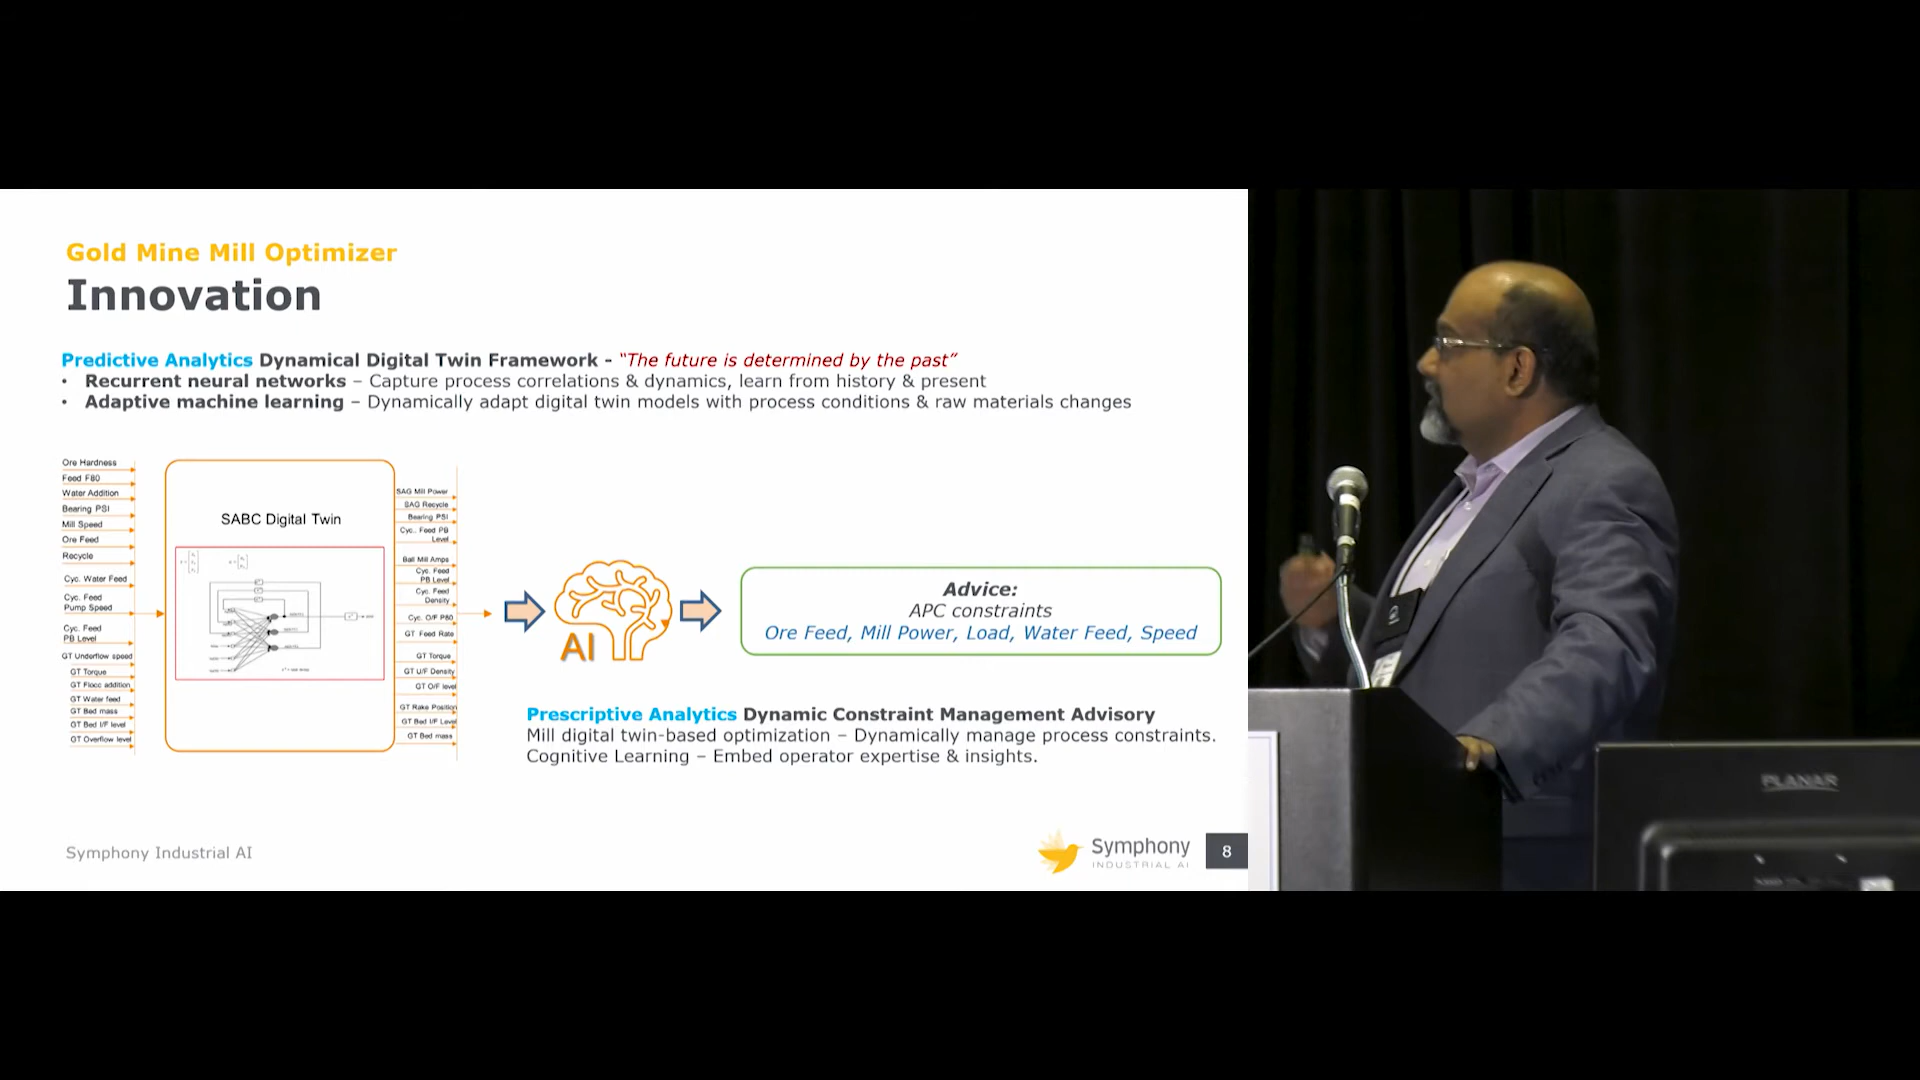 Gold Mine Mill Optimizer
Innovation
Predictive Analytics Dynamical Digital Twin Framework - “The future is determined by the past”
• Recurrent neural networks – Capture process correlations & dynamics, learn from history & present
• Adaptive machine learning – Dynamically adapt digital twin models with process conditions & raw materials changes
Ore Hardness
Feed F80
Water Addition
Bearing PSI
Mill Speed
Ore Feed
Recycle
Cyc. Water Feed
Cyc. Feed
Pump Speed
Cyc. Feed
PB Level
GT Underflow speed
GT Torque
GT Flocc addition
GT Water feed
GT Bed mass
GT Bed I/F level
GT Overflow level
SABC Digital Twin
SAG Mill Power
SAG Recycle
Bearing PSI
Cyc.. Feed PB
Level
Ball Mill Amps
Cyc. Feed
PB Level
Cyc. Feed
Density
Cyc. O/F P80
GT Feed Rate
GT Torque
GT U/F Density
GT O/F level
GT Rake Position
GT Bed I/F Level
GT Bed mass
AI
Advice:
APC constraints
Ore Feed, Mill Power, Load, Water Feed, Speed
Prescriptive Analytics Dynamic Constraint Management Advisory
Mill digital twin-based optimization – Dynamically manage process constraints.
Cognitive Learning – Embed operator expertise & insights.
Symphony Industrial AI
Symphony
INDUSTRIAL AI
8
PLANAR